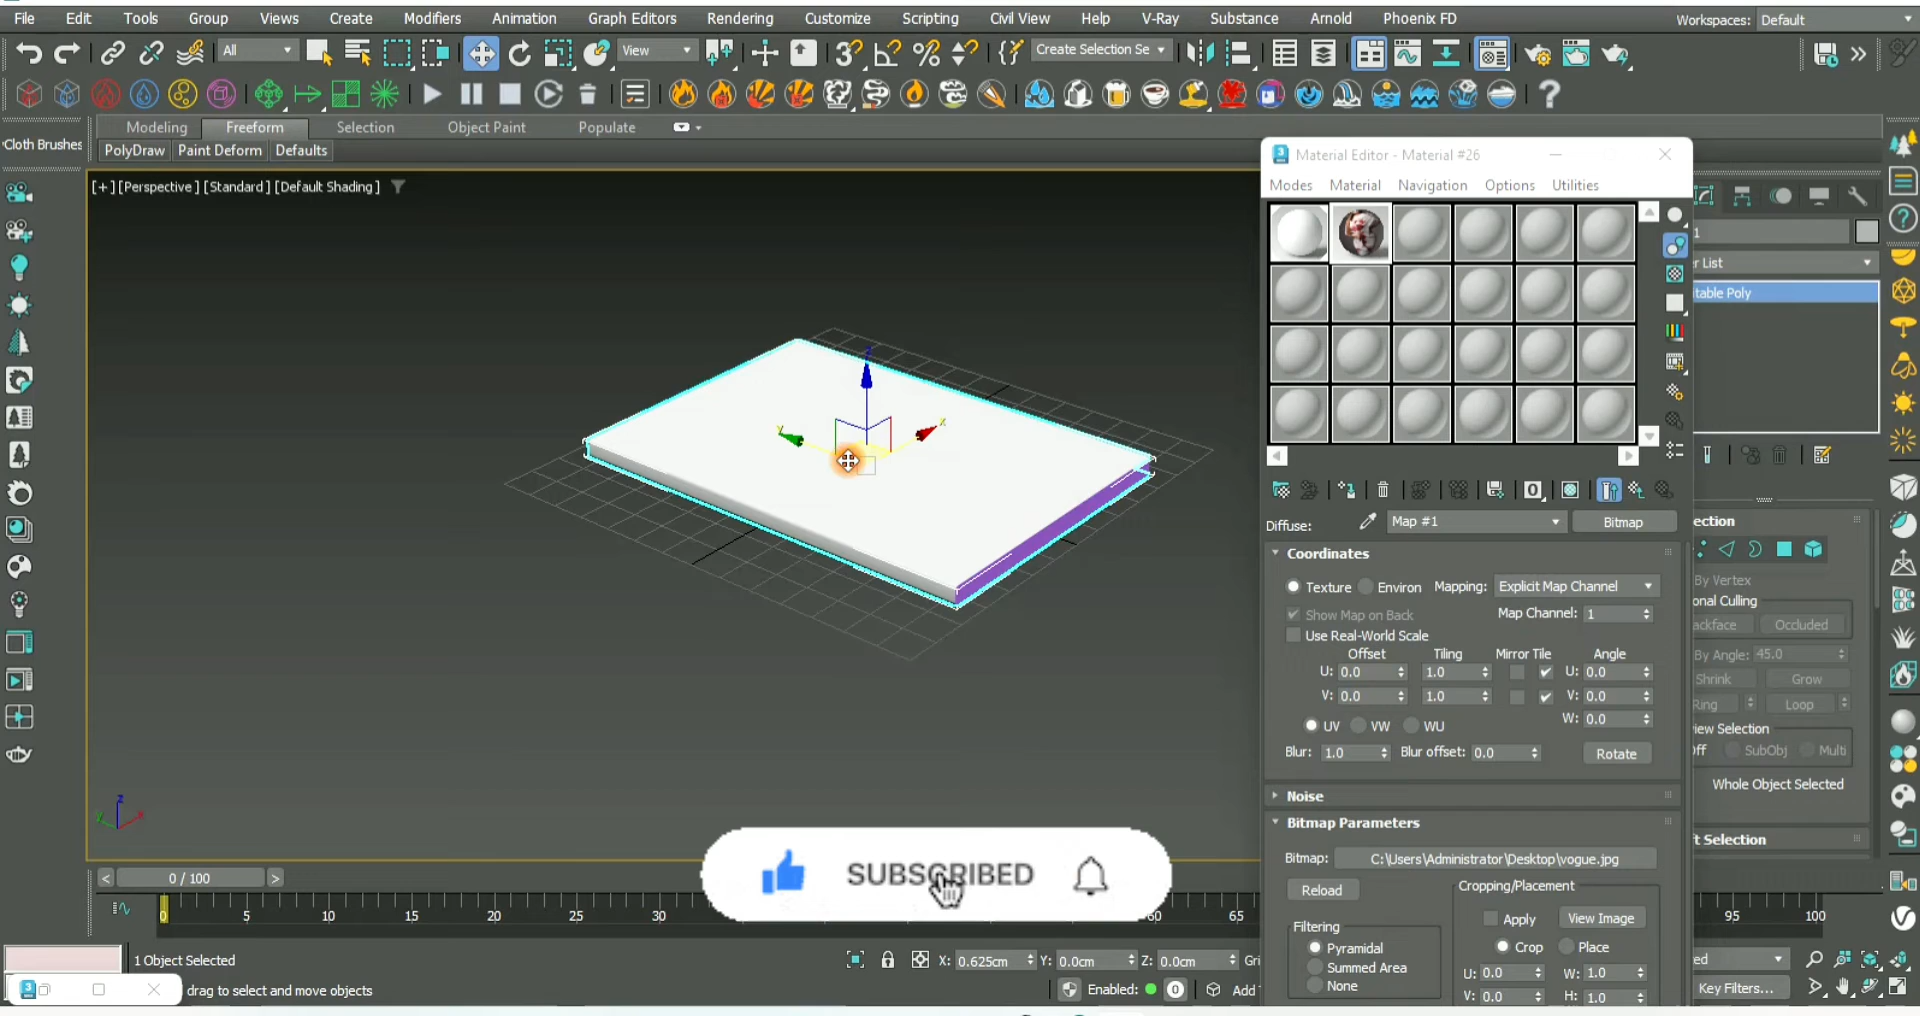 File Edit Tools Group Views Create Modifiers Animation Graph Editors Rendering Customize Scripting Civil View Help V-Ray Substance Arnold Phoenix FD Workspaces: Default
All View Create Selection Se
Modeling Freeform Selection Object Paint Populate
Cloth Brushes PolyDraw Paint Deform Defaults
[+] [Perspective] [Standard] [Default Shading]
Material Editor - Material #26
Modes Material Navigation Options Utilities
1
r List
table Poly
Diffuse: Map #1 Bitmap
Coordinates
Texture Environ Mapping: Explicit Map Channel
Show Map on Back Map Channel: 1
Use Real-World Scale
Offset Tiling Mirror Tile Angle
U: 0.0 1.0 U: 0.0
V: 0.0 1.0 V: 0.0
W: 0.0
UV VW WU
Blur: 1.0 Blur offset: 0.0 Rotate
Noise
Bitmap Parameters
Bitmap: C:\Users\Administrator\Desktop\vogue.jpg
Reload
Cropping/Placement
Apply View Image
Filtering
Pyramidal
Summed Area
None
Crop Place
U: 0.0 W: 1.0
V: 0.0 H: 1.0
ection
By Vertex
onal Culling
ackface Occluded
By Angle: 45.0
Shrink Grow
Ring Loop
iew Selection
Off SubObj Multi
Whole Object Selected
t Selection
z x y
SUBSCRIBED
< 0 / 100 >
0 5 10 15 20 25 30 60 65 95 100
1 Object Selected X: 0.625cm Y: 0.0cm Z: 0.0cm Gri
drag to select and move objects Enabled: 0 Add
ed
Key Filters...